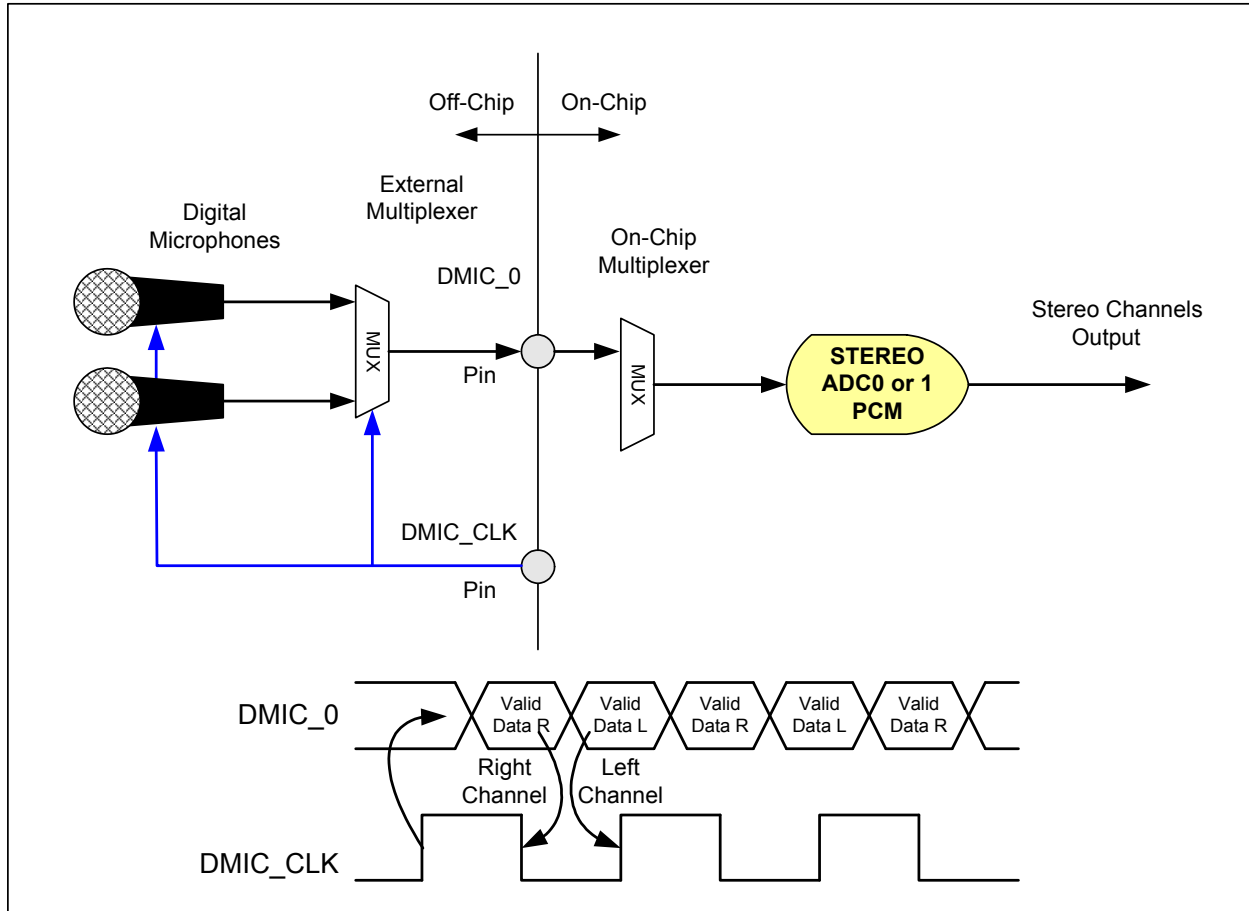 Off-Chip
On-Chip
External
Multiplexer
Digital
Microphones
On-Chip
Multiplexer
DMIC_0
Stereo Channels
Output
MUX
MUX
STEREO
ADC0 or 1
PCM
Pin
DMIC_CLK
Pin
DMIC_0
Valid
Data R
Valid
Data L
Valid
Data R
Valid
Data L
Valid
Data R
Right
Channel
Left
Channel
DMIC_CLK